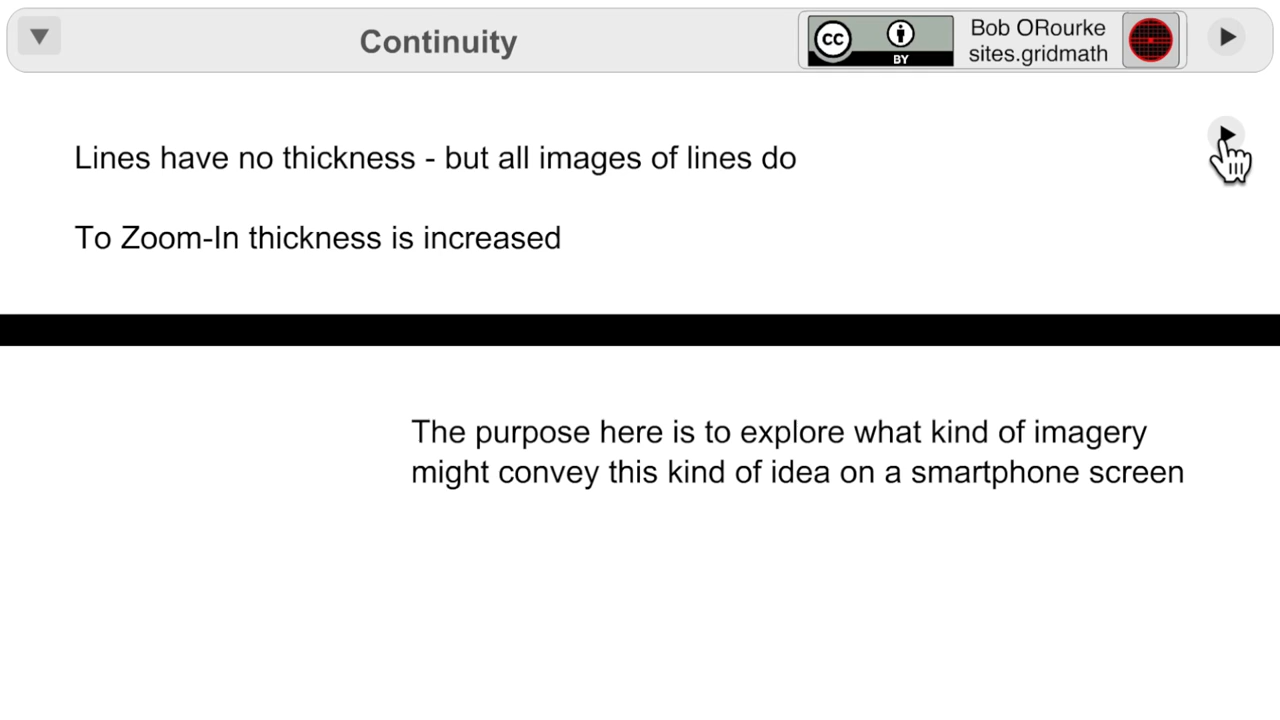 Continuity
cc
BY
Bob ORourke
sites.gridmath
Lines have no thickness - but all images of lines do
To Zoom-In thickness is increased
The purpose here is to explore what kind of imagery
might convey this kind of idea on a smartphone screen